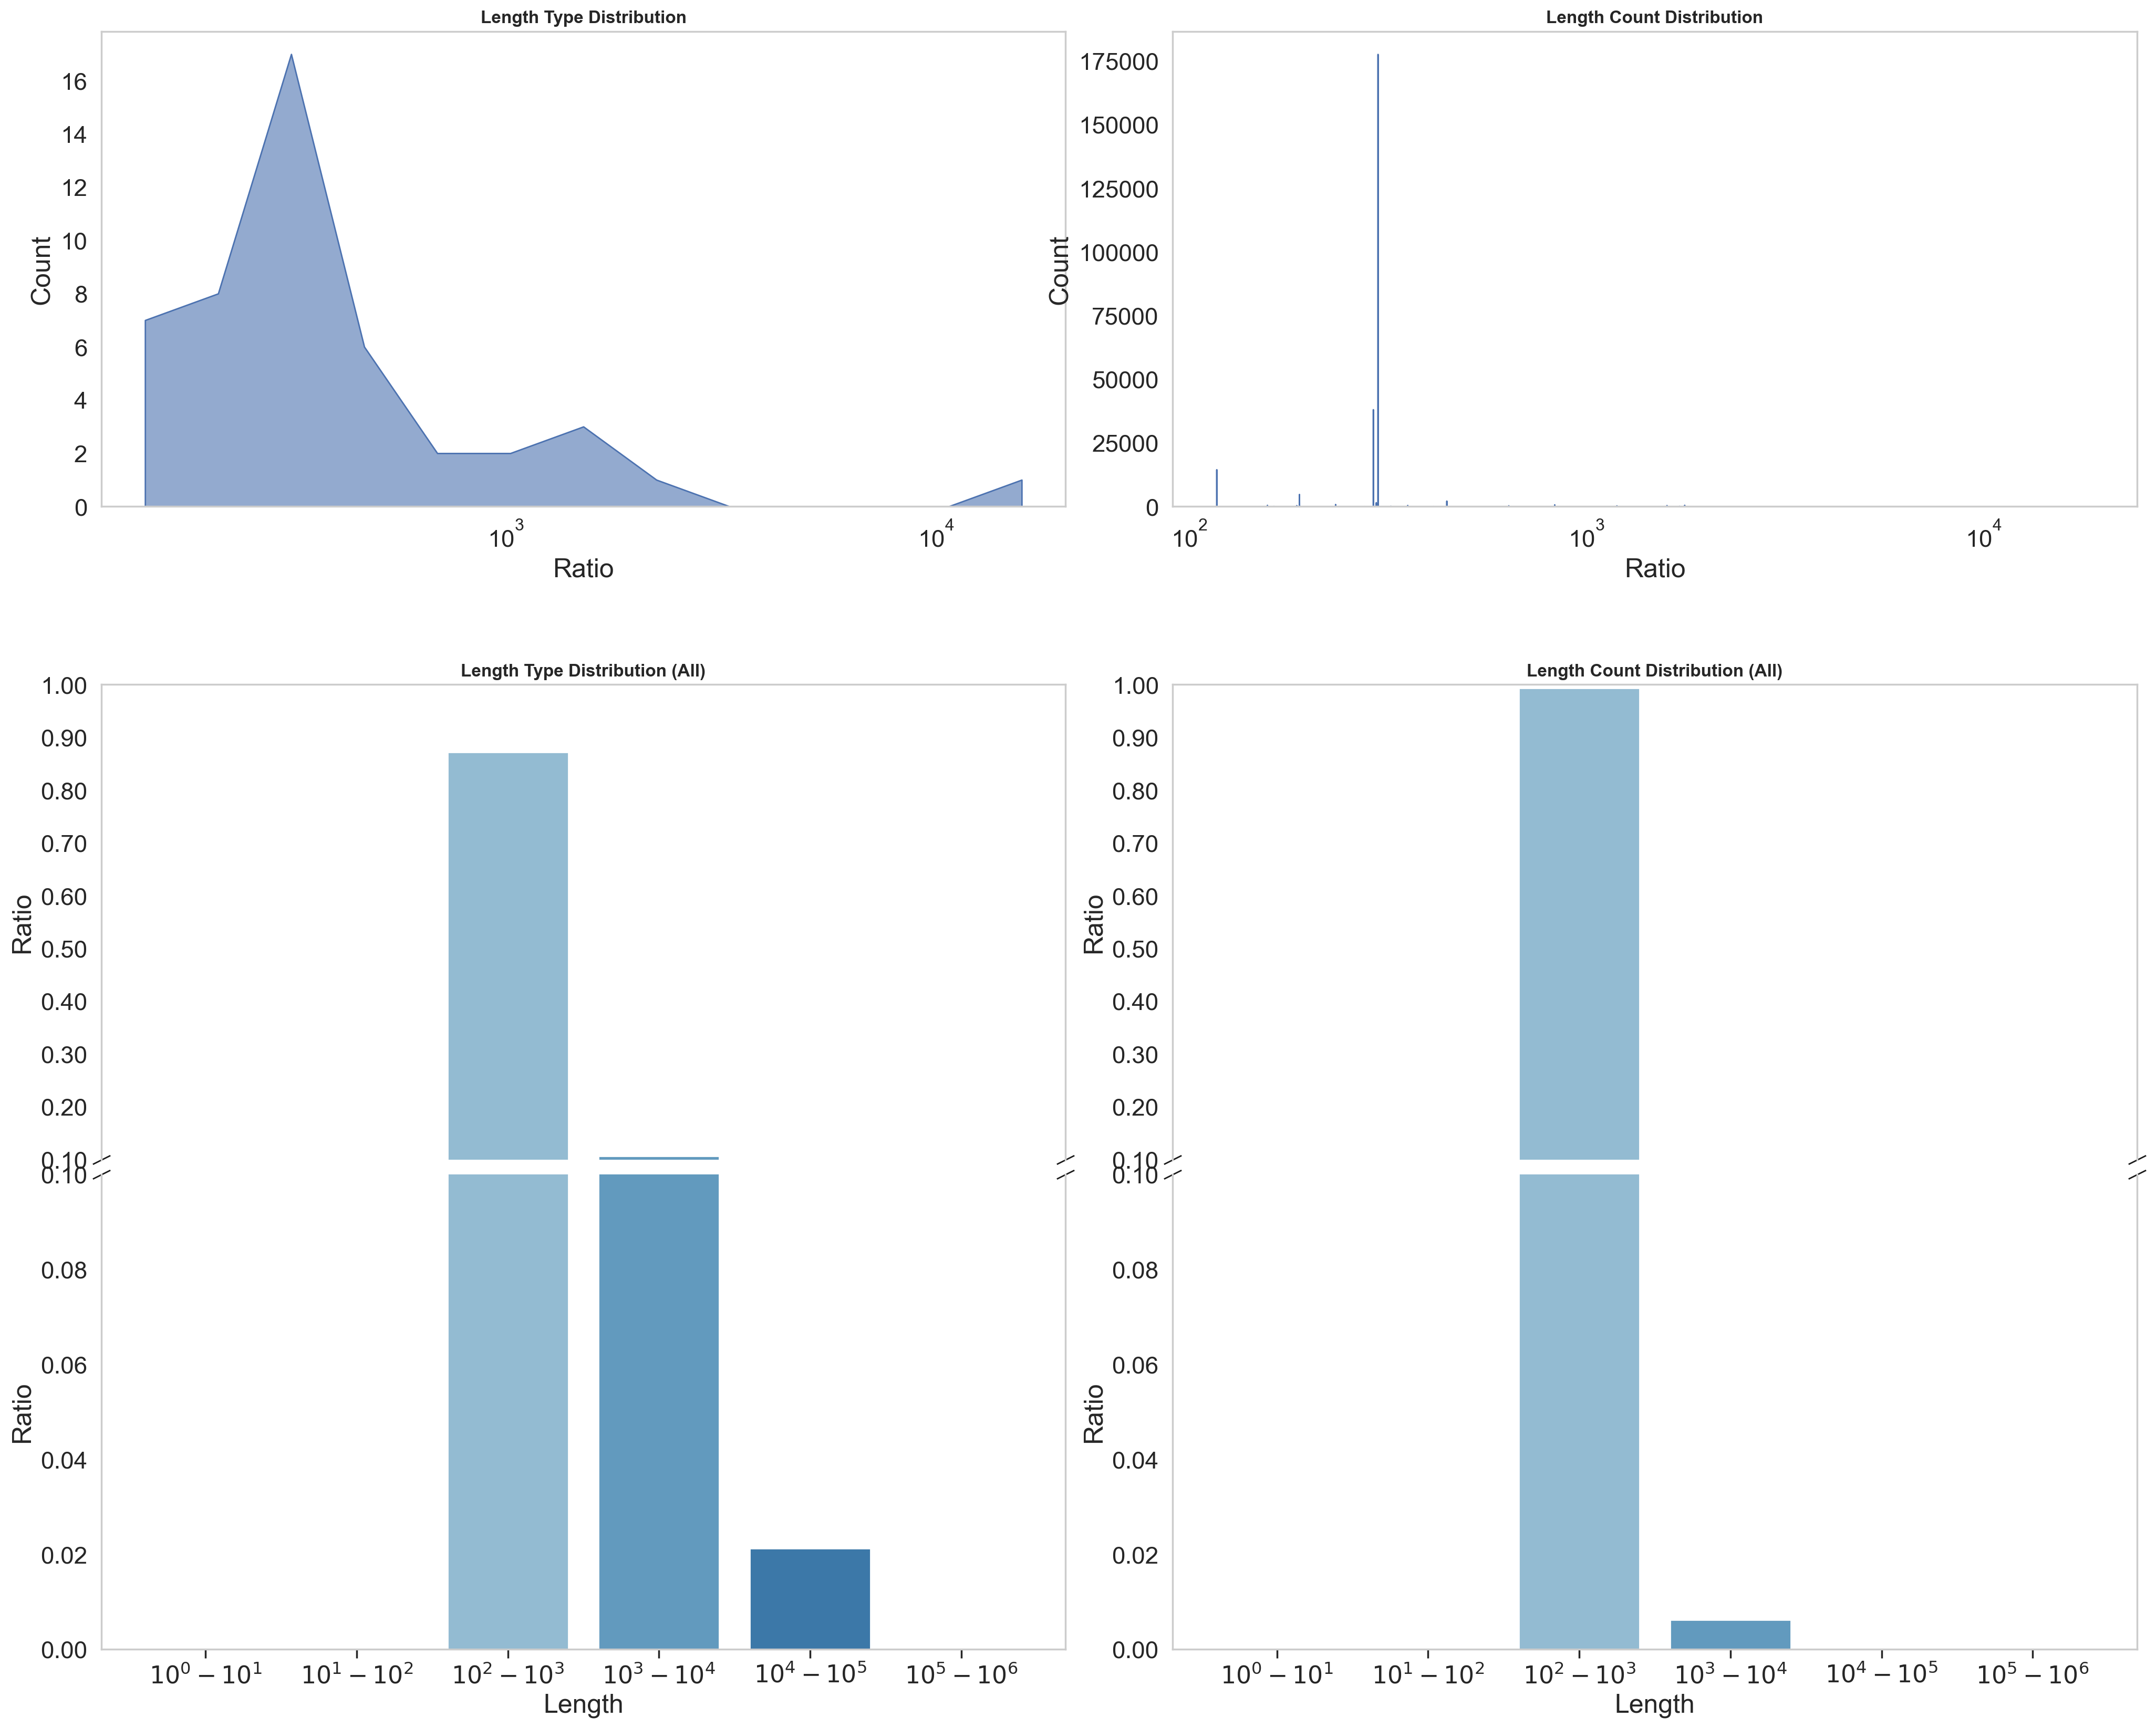 Length Type Distribution
16
14
12
10
8
6
4
2
0
Count
10^3
10^4
Ratio
Length Count Distribution
175000
150000
125000
100000
75000
50000
25000
0
Count
10^2
10^3
10^4
Ratio
Length Type Distribution (All)
1.00
0.90
0.80
0.70
0.60
0.50
0.40
0.30
0.20
0.10
Ratio
0.10
0.08
0.06
0.04
0.02
0.00
Ratio
10^0 − 10^1
10^1 − 10^2
10^2 − 10^3
10^3 − 10^4
10^4 − 10^5
10^5 − 10^6
Length
Length Count Distribution (All)
1.00
0.90
0.80
0.70
0.60
0.50
0.40
0.30
0.20
0.10
Ratio
0.10
0.08
0.06
0.04
0.02
0.00
Ratio
10^0 − 10^1
10^1 − 10^2
10^2 − 10^3
10^3 − 10^4
10^4 − 10^5
10^5 − 10^6
Length